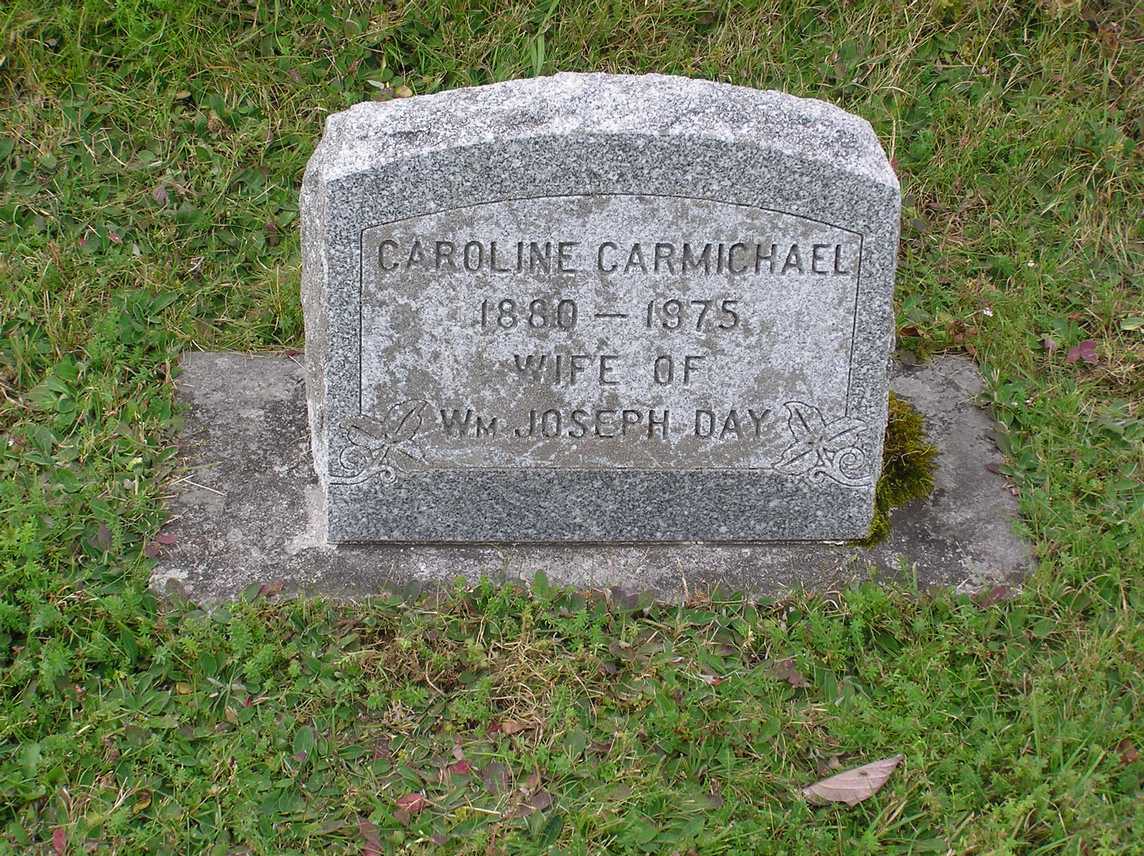 CAROLINE CARMICHAEL
1880 – 1975
WIFE OF
WM JOSEPH DAY